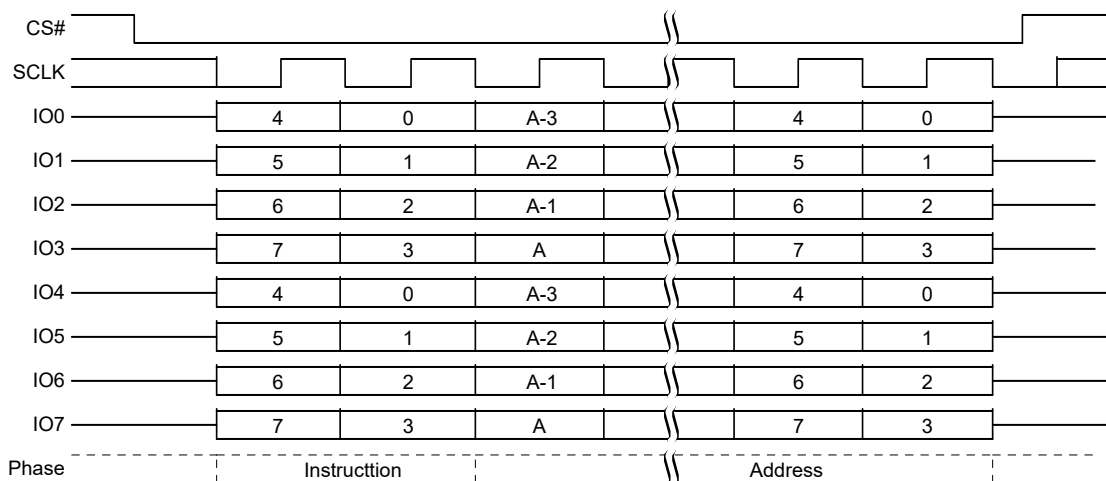 CS#
SCLK
IO0 4 0 A-3 4 0
IO1 5 1 A-2 5 1
IO2 6 2 A-1 6 2
IO3 7 3 A 7 3
IO4 4 0 A-3 4 0
IO5 5 1 A-2 5 1
IO6 6 2 A-1 6 2
IO7 7 3 A 7 3
Phase Instructtion Address